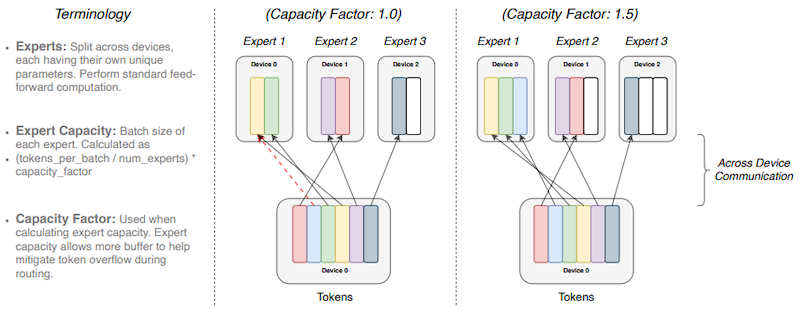 Terminology
• Experts: Split across devices,
each having their own unique
parameters. Perform standard feed-
forward computation.
• Expert Capacity: Batch size of
each expert. Calculated as
• (tokens_per_batch / num_experts) *
capacity_factor
• Capacity Factor: Used when
calculating expert capacity. Expert
capacity allows more buffer to help
mitigate token overflow during
routing.
(Capacity Factor: 1.0)
Expert 1 Expert 2 Expert 3
Device 0 Device 1 Device 2
Device 0
Tokens
(Capacity Factor: 1.5)
Expert 1 Expert 2 Expert 3
Device 0 Device 1 Device 2
Device 0
Tokens
Across Device
Communication